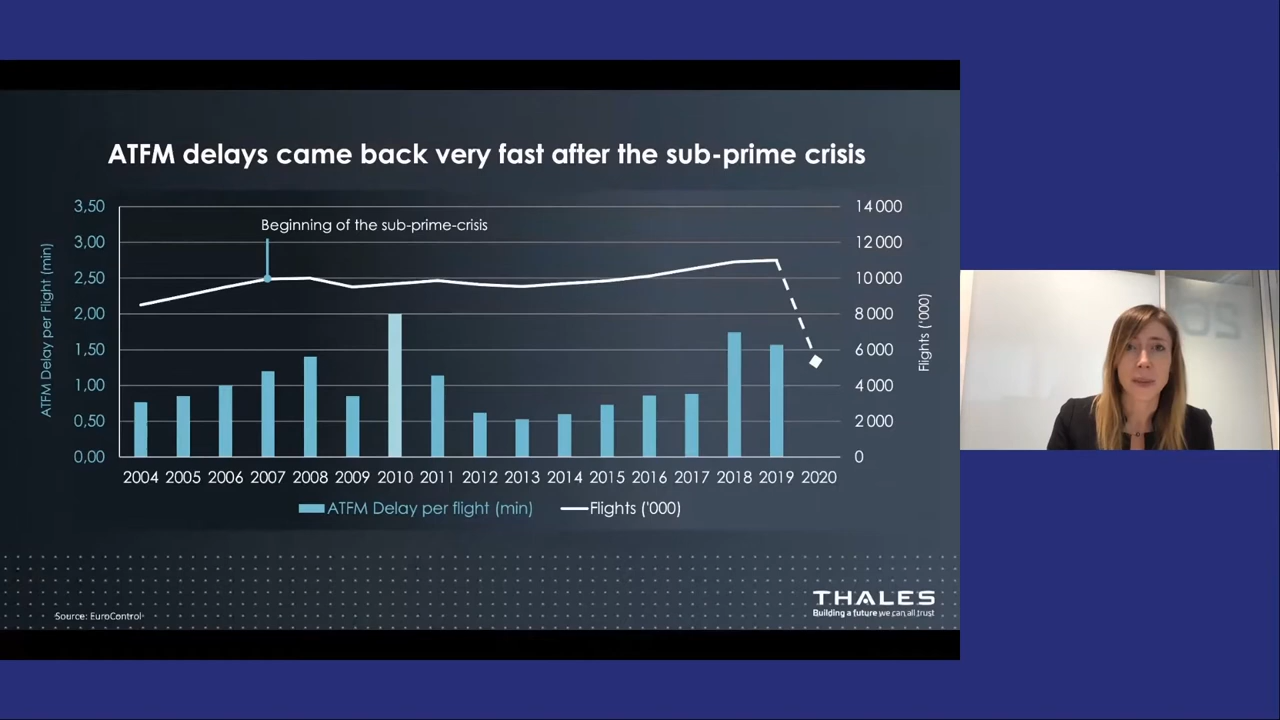 ATFM delays came back very fast after the sub-prime crisis
3,50
3,00
2,50
2,00
1,50
1,00
0,50
0,00
ATFM Delay per Flight (min)
Beginning of the sub-prime-crisis
14 000
12 000
10 000
8 000
6 000
4 000
2 000
0
Flights ('000)
2004 2005 2006 2007 2008 2009 2010 2011 2012 2013 2014 2015 2016 2017 2018 2019 2020
ATFM Delay per flight (min) Flights ('000)
Source: EuroControl
THALES
Building a future we can all trust